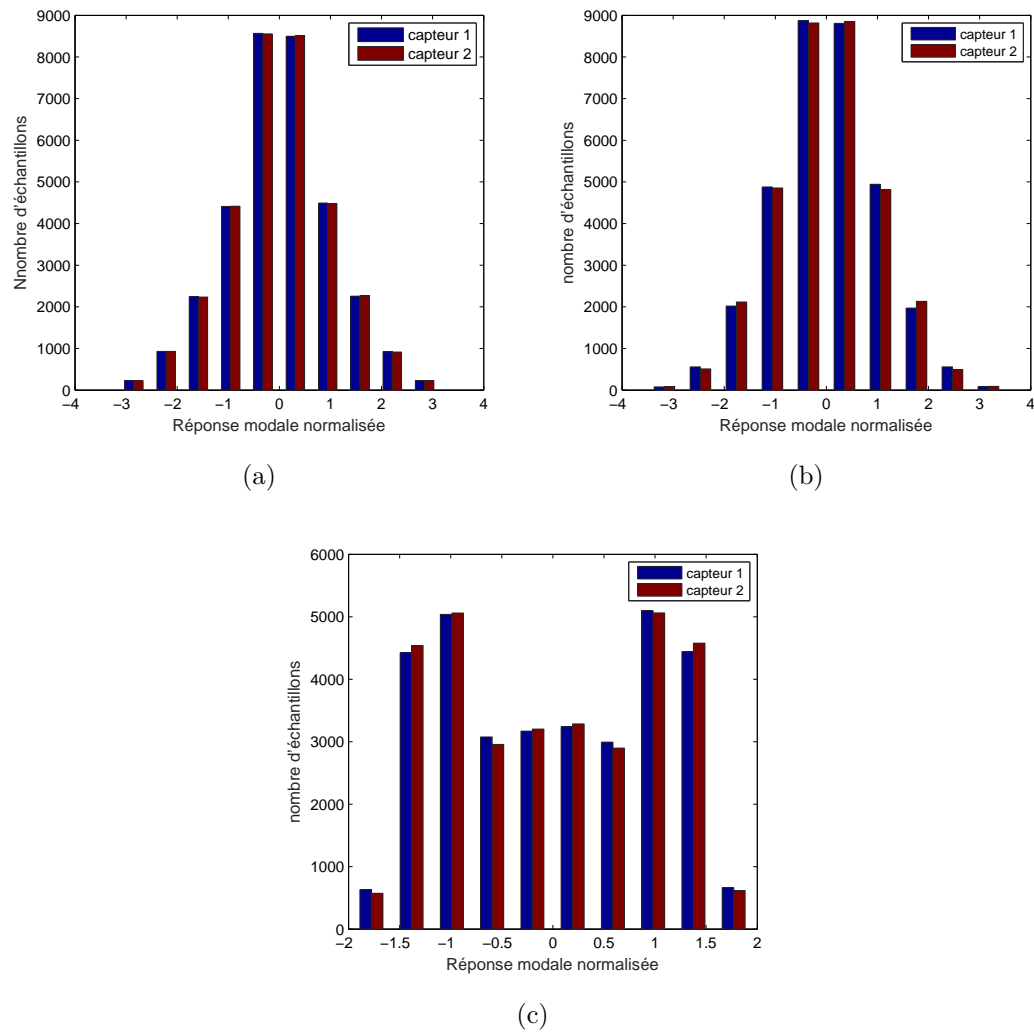 9000
8000
7000
6000
5000
4000
3000
2000
1000
0
−4 −3 −2 −1 0 1 2 3 4
Nnombre d'échantillons
Réponse modale normalisée
capteur 1
capteur 2
(a)
9000
8000
7000
6000
5000
4000
3000
2000
1000
0
−4 −3 −2 −1 0 1 2 3 4
nombre d'échantillons
Réponse modale normalisée
capteur 1
capteur 2
(b)
6000
5000
4000
3000
2000
1000
0
−2 −1.5 −1 −0.5 0 0.5 1 1.5 2
nombre d'échantillons
Réponse modale normalisée
capteur 1
capteur 2
(c)